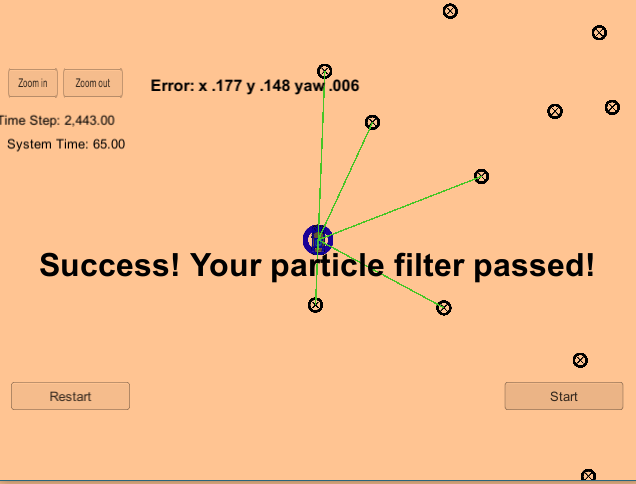 Zoom in
Zoom out
Error: x .177 y .148 yaw .006
Time Step: 2,443.00
System Time: 65.00
Success! Your particle filter passed!
Restart
Start